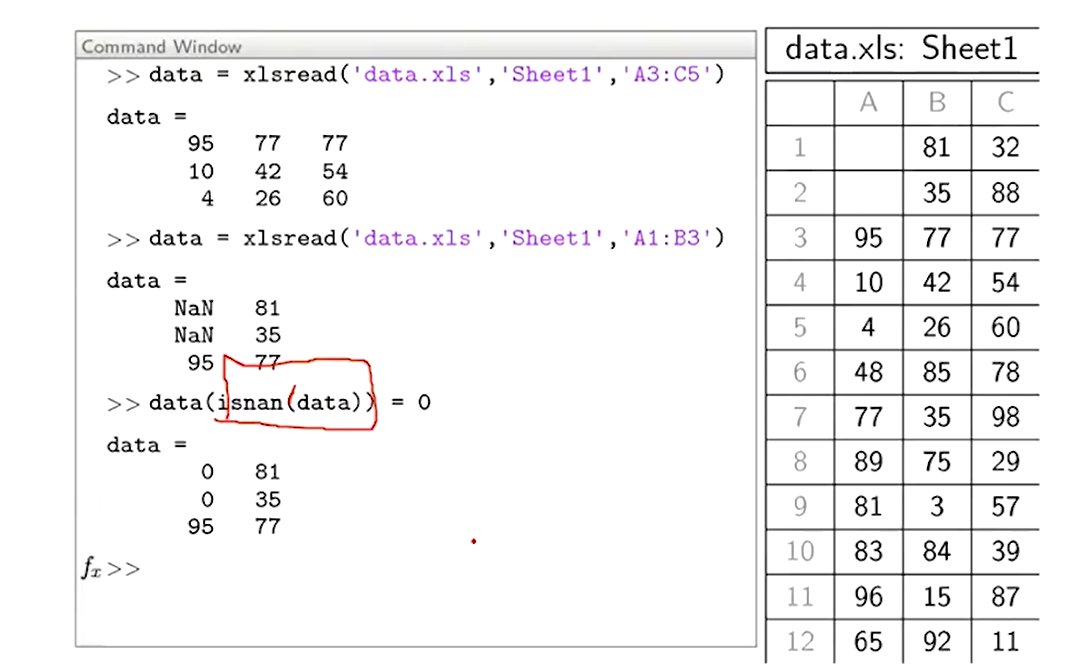 Command Window
>> data = xlsread('data.xls','Sheet1','A3:C5')
data =
95 77 77
10 42 54
4 26 60
>> data = xlsread('data.xls','Sheet1','A1:B3')
data =
NaN 81
NaN 35
95 77
>> data(isnan(data)) = 0
data =
0 81
0 35
95 77
fx >>
data.xls: Sheet1
A B C
1 81 32
2 35 88
3 95 77 77
4 10 42 54
5 4 26 60
6 48 85 78
7 77 35 98
8 89 75 29
9 81 3 57
10 83 84 39
11 96 15 87
12 65 92 11